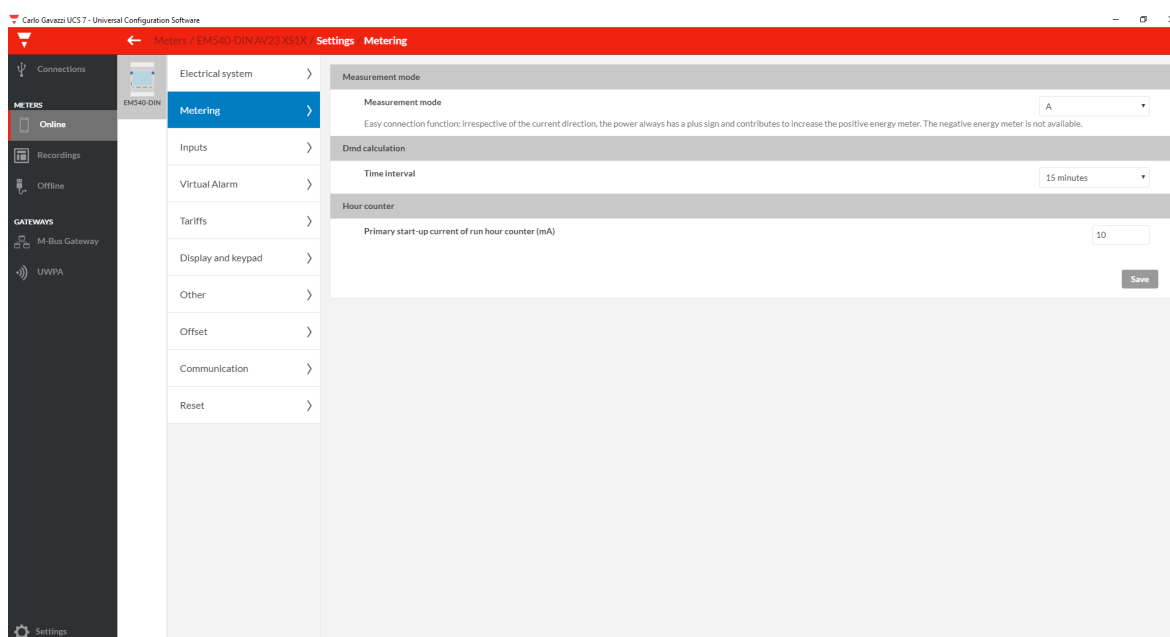 Carlo Gavazzi UCS 7 - Universal Configuration Software
Meters / EM540-DIN AV23 XS1X / Settings / Metering
Connections
METERS
Online
Recordings
Offline
GATEWAYS
M-Bus Gateway
UWPA
Settings
EM540-DIN
Electrical system
Metering
Inputs
Virtual Alarm
Tariffs
Display and keypad
Other
Offset
Communication
Reset
Measurement mode
Measurement mode
A
Easy connection function: irrespective of the current direction, the power always has a plus sign and contributes to increase the positive energy meter. The negative energy meter is not available.
Dmd calculation
Time interval
15 minutes
Hour counter
Primary start-up current of run hour counter (mA)
10
Save